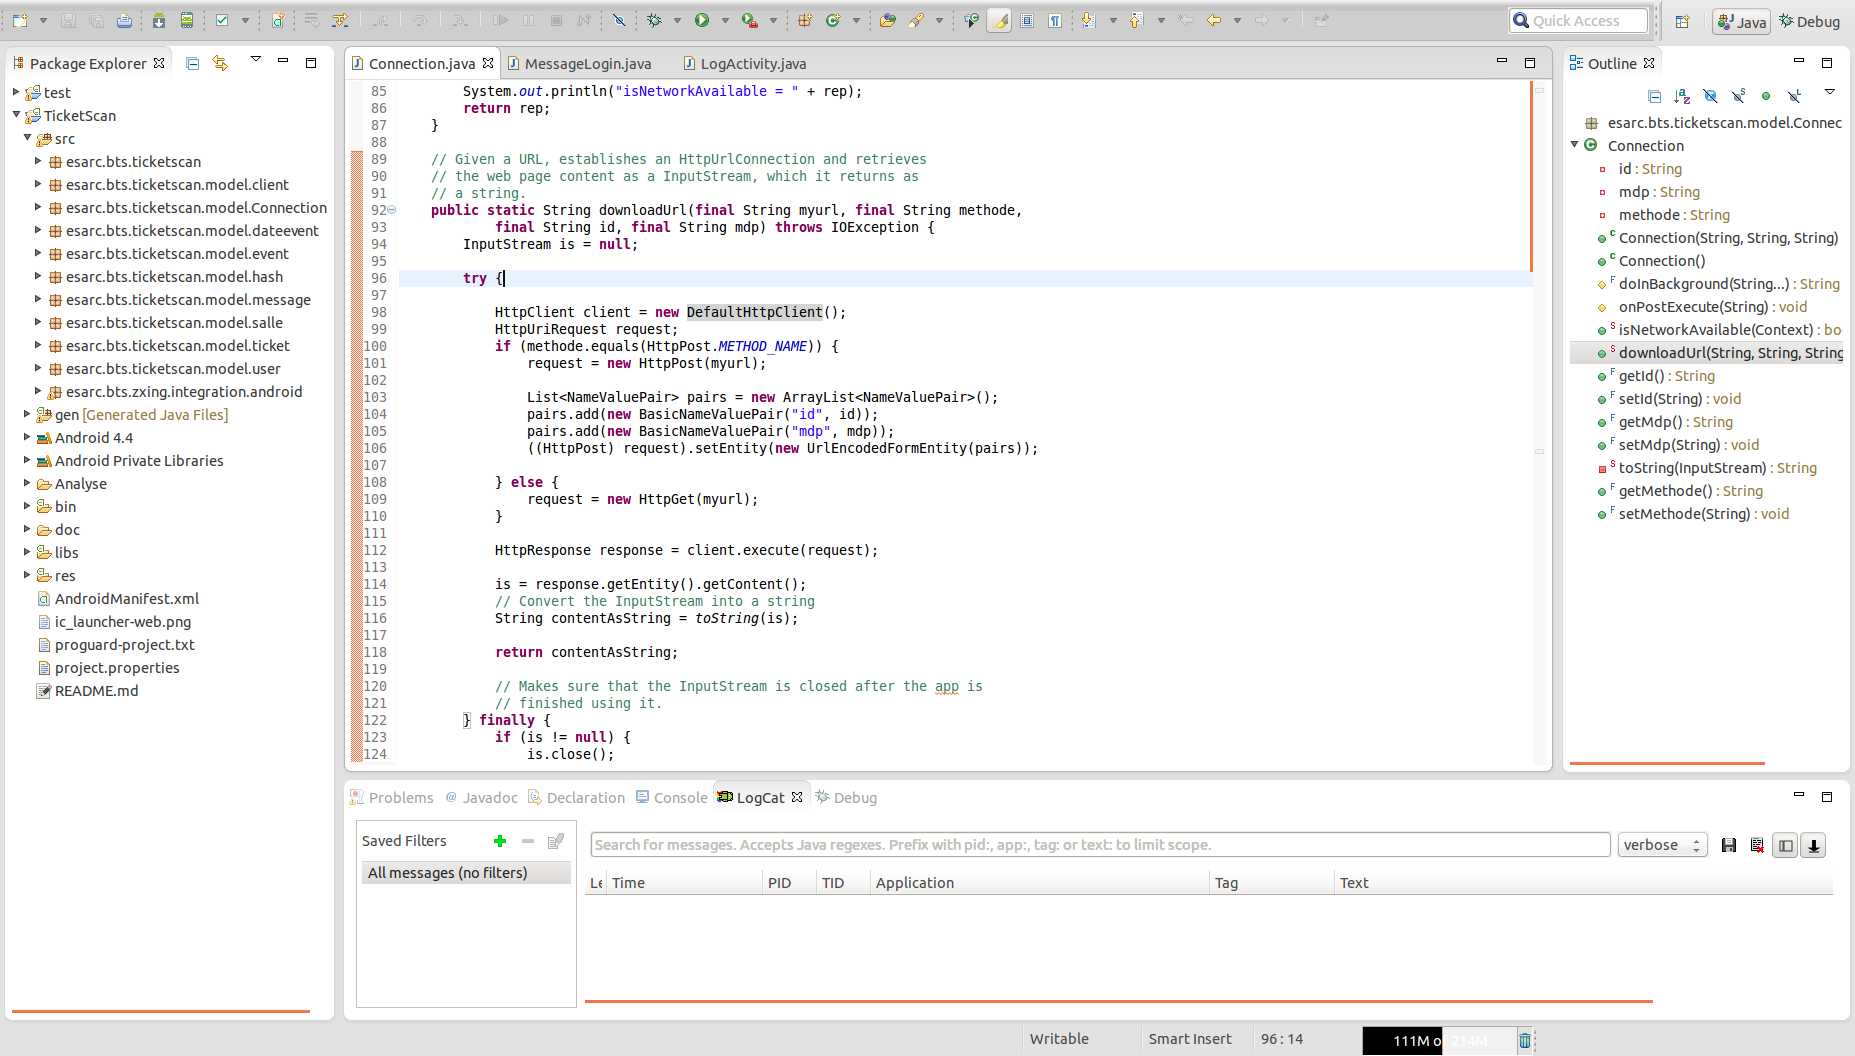 Quick Access
Java
Debug
Package Explorer
test
TicketScan
src
esarc.bts.ticketscan
esarc.bts.ticketscan.model.client
esarc.bts.ticketscan.model.Connection
esarc.bts.ticketscan.model.dateevent
esarc.bts.ticketscan.model.event
esarc.bts.ticketscan.model.hash
esarc.bts.ticketscan.model.message
esarc.bts.ticketscan.model.salle
esarc.bts.ticketscan.model.ticket
esarc.bts.ticketscan.model.user
esarc.bts.zxing.integration.android
gen [Generated Java Files]
Android 4.4
Android Private Libraries
Analyse
bin
doc
libs
res
AndroidManifest.xml
ic_launcher-web.png
proguard-project.txt
project.properties
README.md
Connection.java
MessageLogin.java
LogActivity.java
85 System.out.println("isNetworkAvailable = " + rep);
86 return rep;
87 }
88
89 // Given a URL, establishes an HttpUrlConnection and retrieves
90 // the web page content as a InputStream, which it returns as
91 // a string.
92 public static String downloadUrl(final String myurl, final String methode,
93 final String id, final String mdp) throws IOException {
94 InputStream is = null;
95
96 try {
97
98 HttpClient client = new DefaultHttpClient();
99 HttpUriRequest request;
100 if (methode.equals(HttpPost.METHOD_NAME)) {
101 request = new HttpPost(myurl);
102
103 List<NameValuePair> pairs = new ArrayList<NameValuePair>();
104 pairs.add(new BasicNameValuePair("id", id));
105 pairs.add(new BasicNameValuePair("mdp", mdp));
106 ((HttpPost) request).setEntity(new UrlEncodedFormEntity(pairs));
107
108 } else {
109 request = new HttpGet(myurl);
110 }
111
112 HttpResponse response = client.execute(request);
113
114 is = response.getEntity().getContent();
115 // Convert the InputStream into a string
116 String contentAsString = toString(is);
117
118 return contentAsString;
119
120 // Makes sure that the InputStream is closed after the app is
121 // finished using it.
122 } finally {
123 if (is != null) {
124 is.close();
Outline
esarc.bts.ticketscan.model.Connec
Connection
id : String
mdp : String
methode : String
Connection(String, String, String)
Connection()
doInBackground(String...) : String
onPostExecute(String) : void
isNetworkAvailable(Context) : boo
downloadUrl(String, String, String
getId() : String
setId(String) : void
getMdp() : String
setMdp(String) : void
toString(InputStream) : String
getMethode() : String
setMethode(String) : void
Problems
Javadoc
Declaration
Console
LogCat
Debug
Saved Filters
All messages (no filters)
Search for messages. Accepts Java regexes. Prefix with pid:, app:, tag: or text: to limit scope.
verbose
Le Time PID TID Application Tag Text
Writable
Smart Insert
96 : 14
111M of 214M